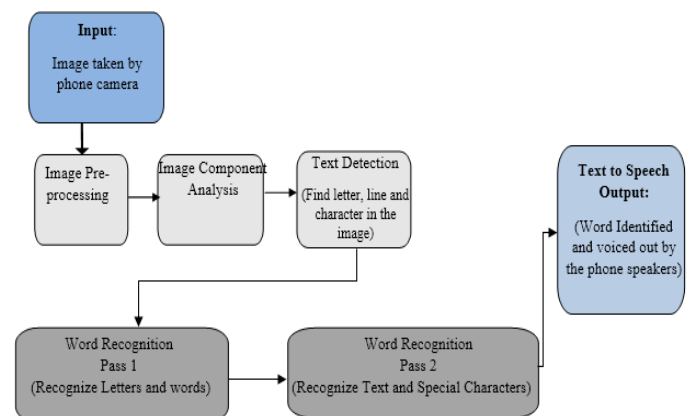 Input:
Image taken by
phone camera
Image Pre-
processing
Image Component
Analysis
Text Detection
(Find letter, line and
character in the
image)
Text to Speech
Output:
(Word Identified
and voiced out by
the phone speakers)
Word Recognition
Pass 1
(Recognize Letters and words)
Word Recognition
Pass 2
(Recognize Text and Special Characters)